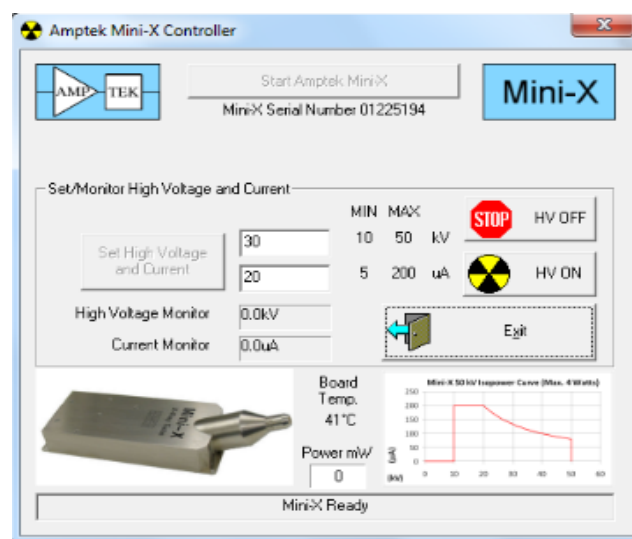 Amptek Mini-X Controller
AMP TEK
Start Amptek Mini-X
Mini-X
Mini-X Serial Number 01225194
Set/Monitor High Voltage and Current
MIN MAX
Set High Voltage and Current
30
10 50 kV
20
5 200 uA
STOP HV OFF
HV ON
High Voltage Monitor 0.0kV
Current Monitor 0.0uA
Exit
Mini-X
Board
Temp.
41°C
Power mW
0
Mini-X 50 kV Isopower Curve (Max. 4 Watts)
250
200
150
100
50
0
(µA)
(kV)
0 10 20 30 40 50 60
Mini-X Ready